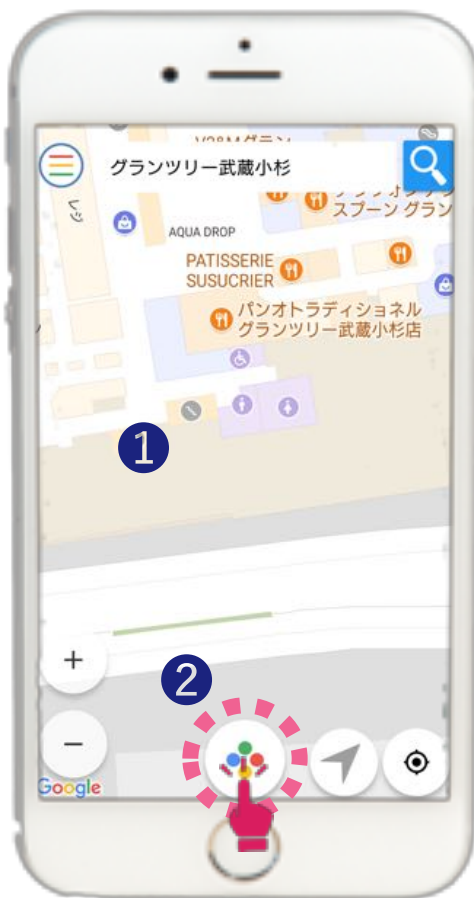 グランツリー武蔵小杉
スプーン グラン
レジ
AQUA DROP
PATISSERIE
SUSUCRIER
パンオトラディショネル
グランツリー武蔵小杉店
1
+
2
−
Google